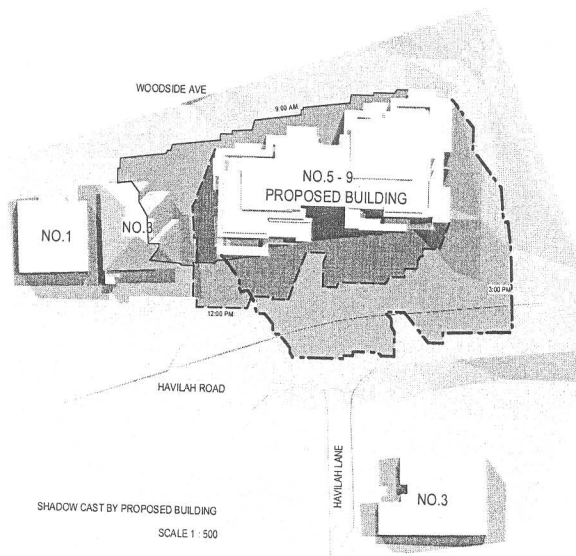 WOODSIDE AVE
9:00 AM
NO.5 - 9
PROPOSED BUILDING
NO.1
NO.3
3:00 PM
12:00 PM
HAVILAH ROAD
HAVILAH LANE
NO.3
SHADOW CAST BY PROPOSED BUILDING
SCALE 1 : 500